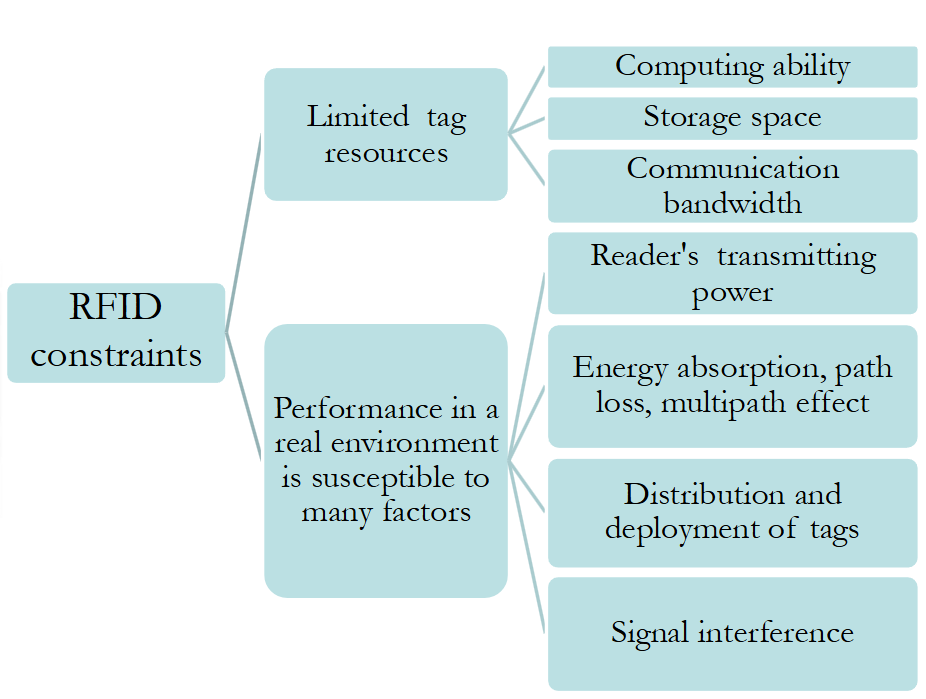 RFID
constraints
Limited tag
resources
Computing ability
Storage space
Communication
bandwidth
Performance in a
real environment
is susceptible to
many factors
Reader's transmitting
power
Energy absorption, path
loss, multipath effect
Distribution and
deployment of tags
Signal interference